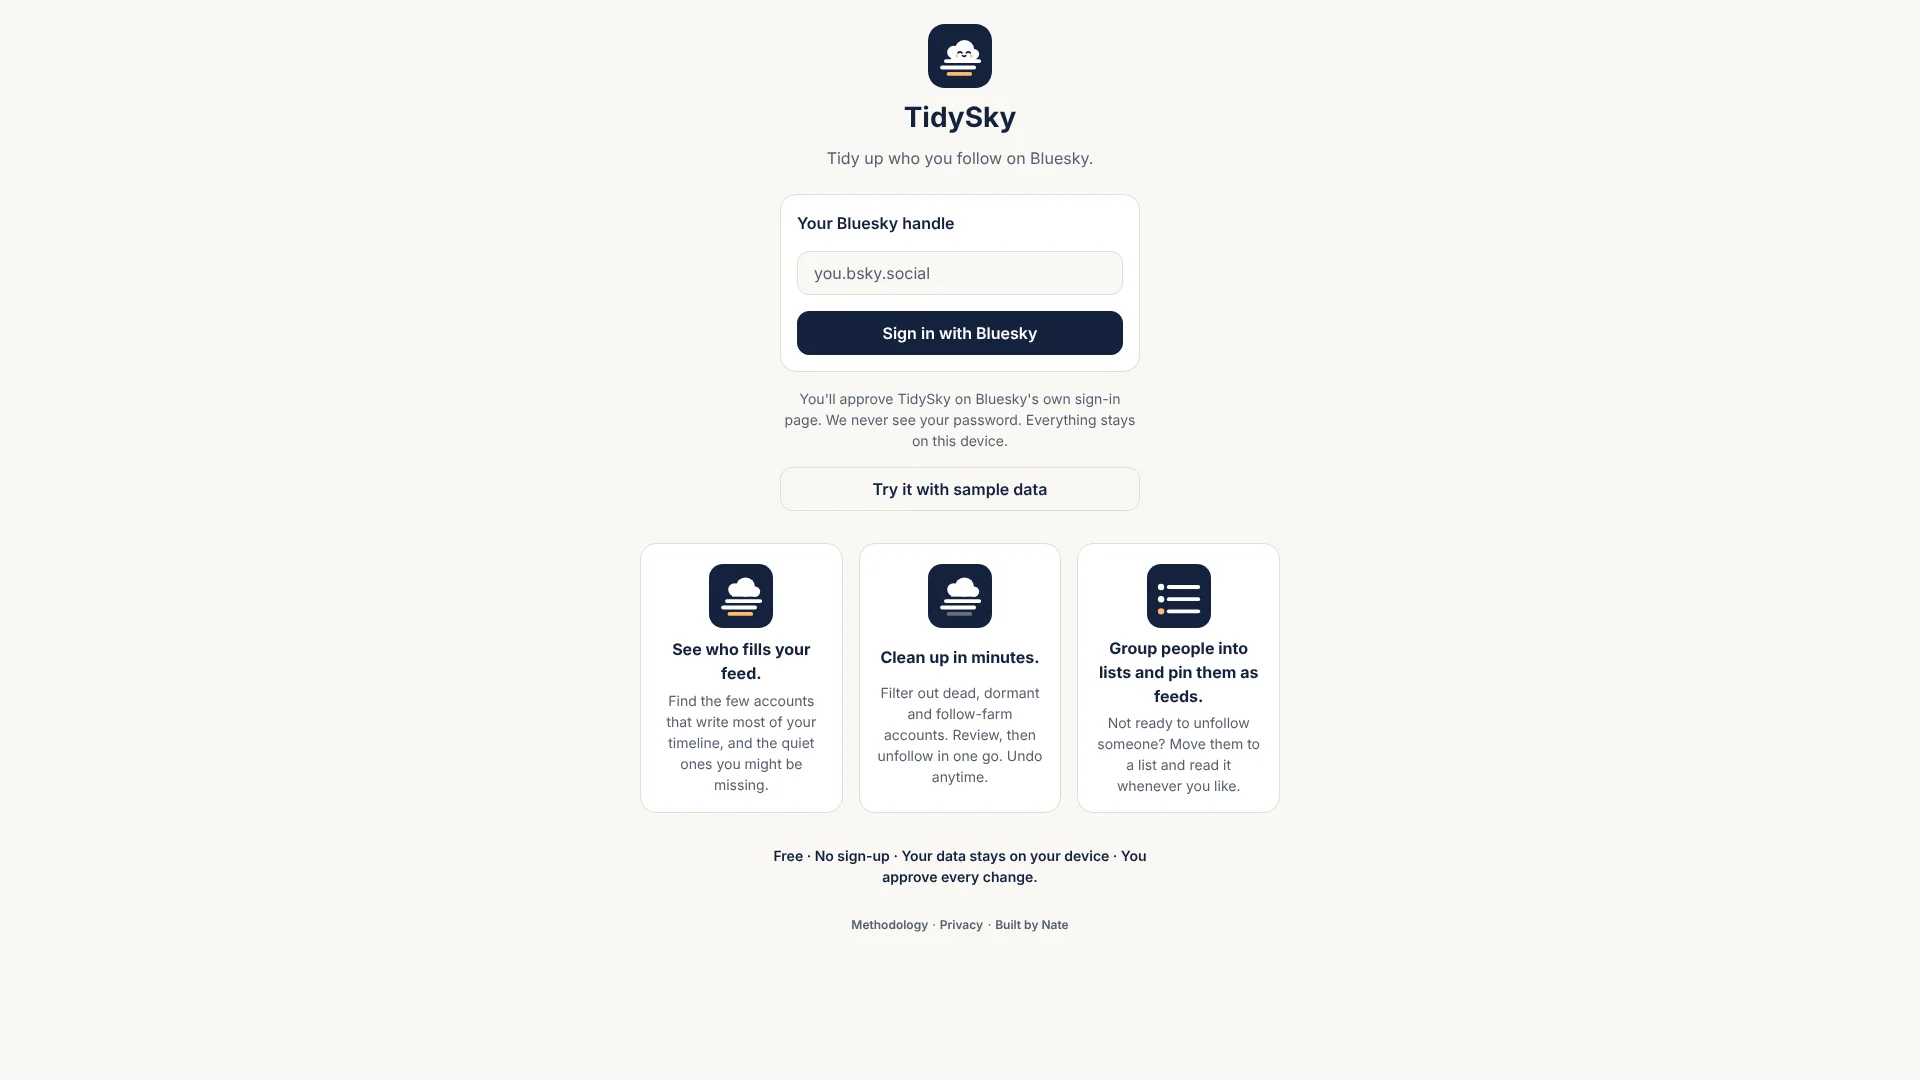 TidySky
Tidy up who you follow on Bluesky.
Your Bluesky handle
you.bsky.social
Sign in with Bluesky
You'll approve TidySky on Bluesky's own sign-in
page. We never see your password. Everything stays
on this device.
Try it with sample data
See who fills your
feed.
Find the few accounts
that write most of your
timeline, and the quiet
ones you might be
missing.
Clean up in minutes.
Filter out dead, dormant
and follow-farm
accounts. Review, then
unfollow in one go. Undo
anytime.
Group people into
lists and pin them as
feeds.
Not ready to unfollow
someone? Move them to
a list and read it
whenever you like.
Free · No sign-up · Your data stays on your device · You
approve every change.
Methodology · Privacy · Built by Nate